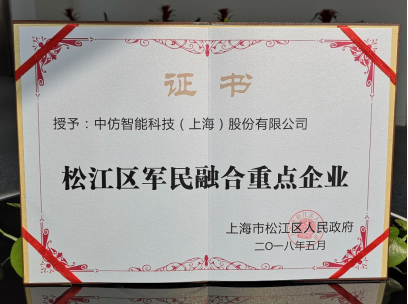 证书
授予：中仿智能科技（上海）股份有限公司
松江区军民融合重点企业
上海市松江区人民政府
二〇一八年五月